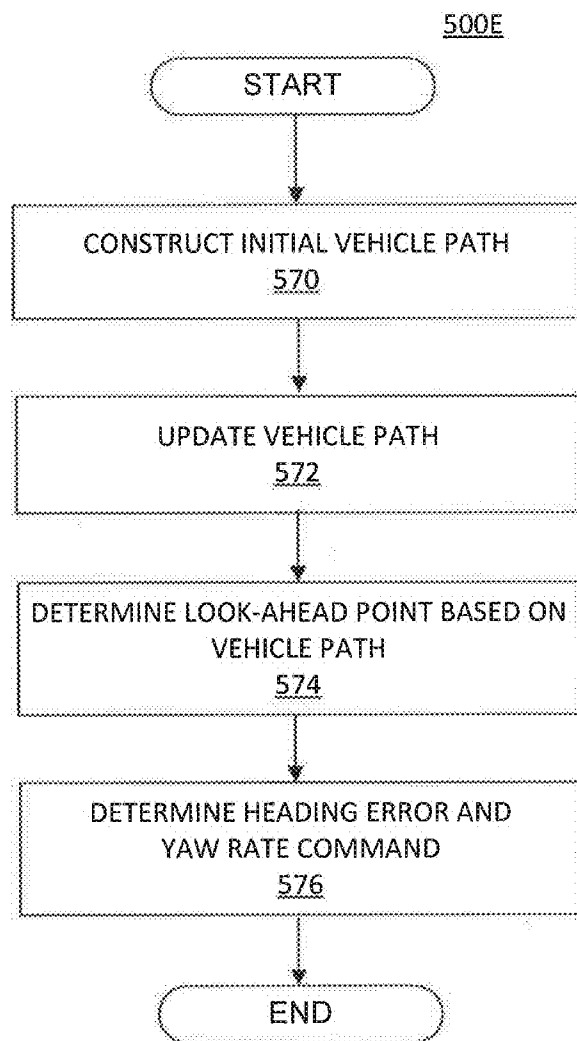 500E
START
CONSTRUCT INITIAL VEHICLE PATH
570
UPDATE VEHICLE PATH
572
DETERMINE LOOK-AHEAD POINT BASED ON
VEHICLE PATH
574
DETERMINE HEADING ERROR AND
YAW RATE COMMAND
576
END